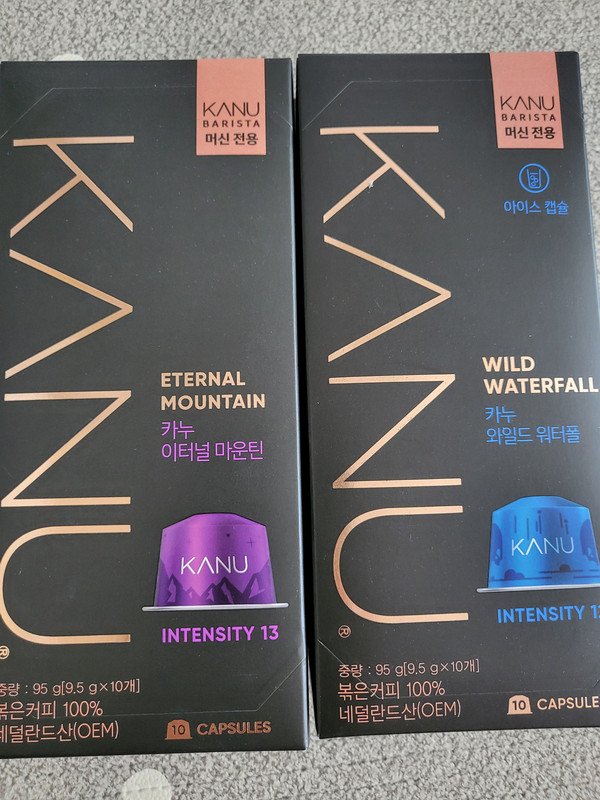 KANU
BARISTA
머신 전용
KANU
ETERNAL
MOUNTAIN
카누
이터널 마운틴
KANU
INTENSITY 13
중량 : 95 g[9.5 g×10개]
볶은커피 100%
네덜란드산(OEM)
10 CAPSULES
®
KANU
BARISTA
머신 전용
아이스 캡슐
KANU
WILD
WATERFALL
카누
와일드 워터폴
KANU
INTENSITY
중량 : 95 g[9.5 g×10개]
볶은커피 100%
네덜란드산(OEM)
10 CAPSULES
®